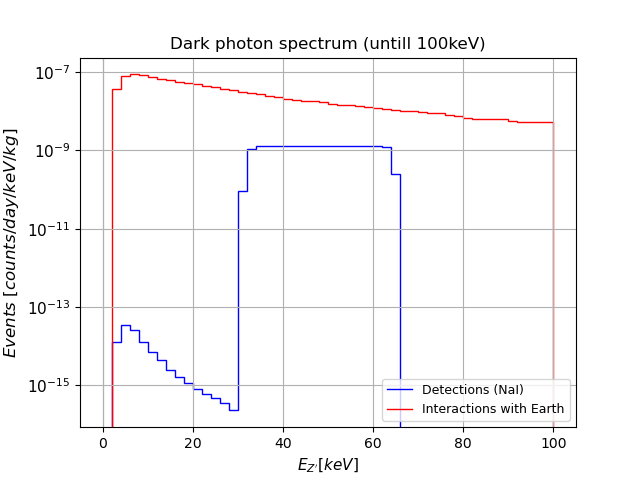 Dark photon spectrum (untill 100keV)
Events [counts/day/keV/kg]
10⁻⁷
10⁻⁹
10⁻¹¹
10⁻¹³
10⁻¹⁵
Detections (NaI)
Interactions with Earth
0 20 40 60 80 100
E_{Z'}[keV]